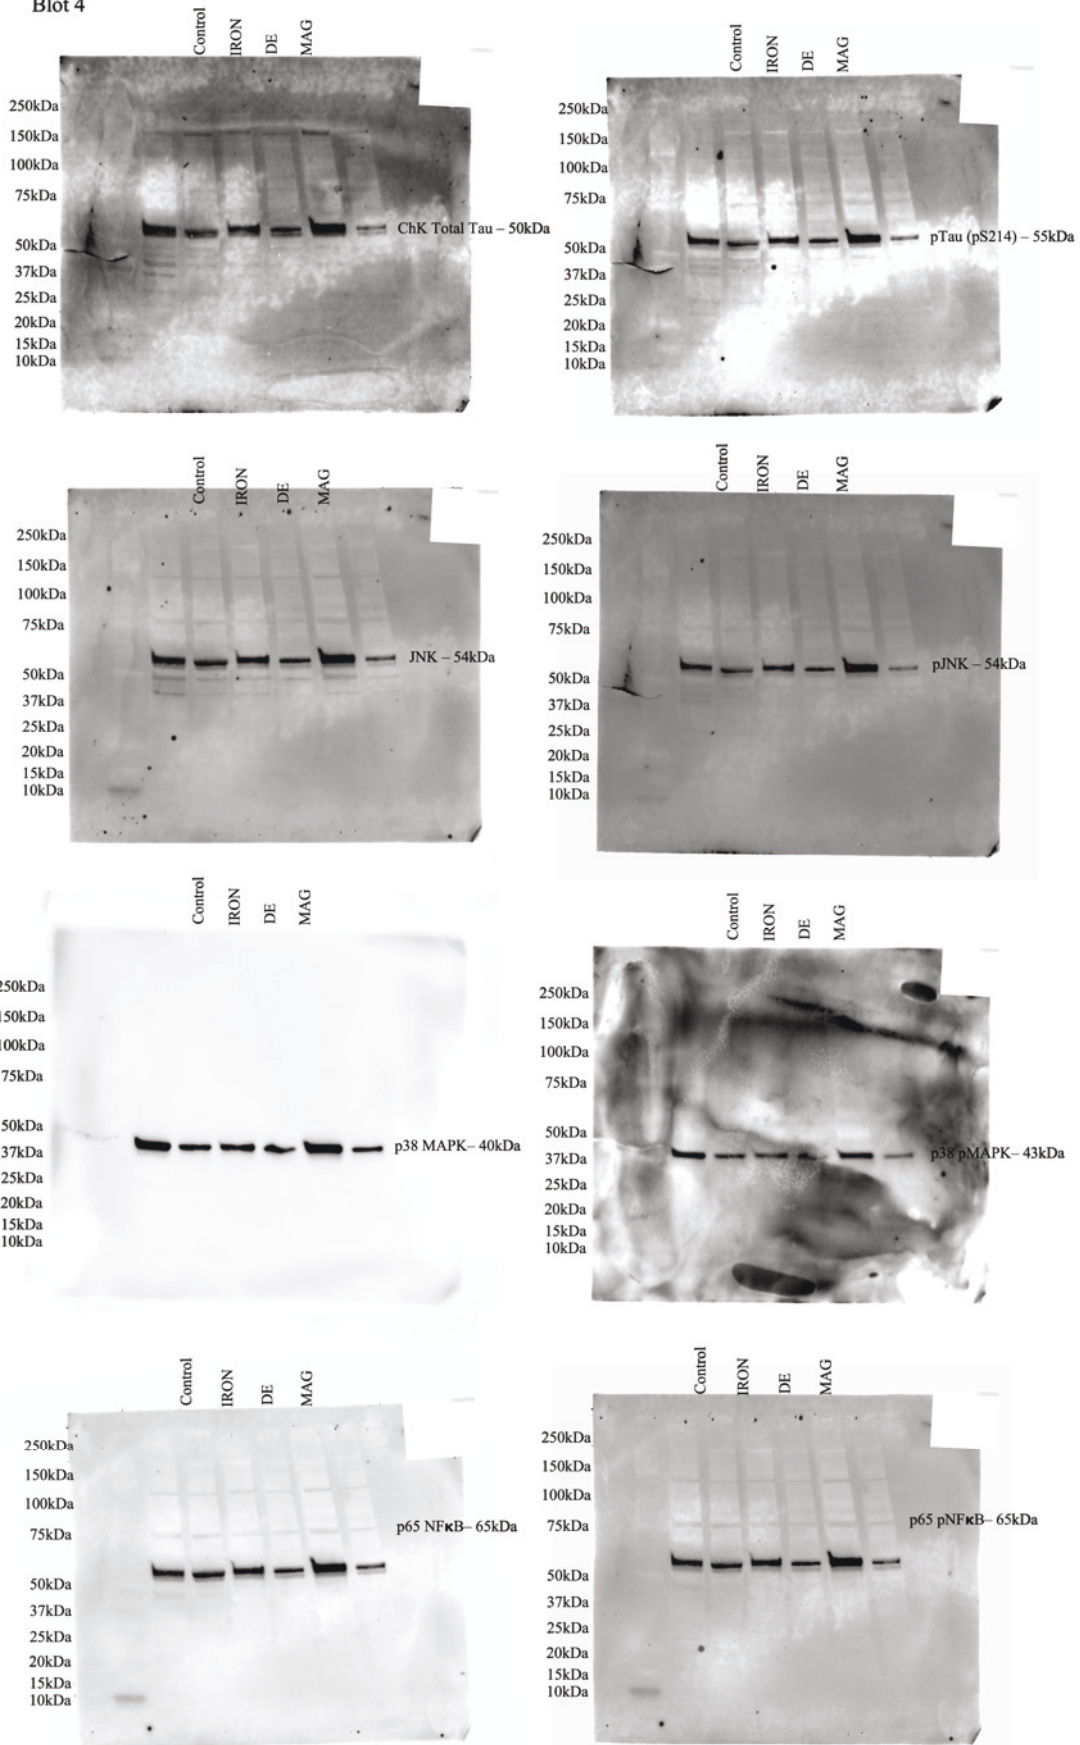 Blot 4
Control IRON DE MAG
250kDa
150kDa
100kDa
75kDa
50kDa
37kDa
25kDa
20kDa
15kDa
10kDa
ChK Total Tau – 50kDa
Control IRON DE MAG
250kDa
150kDa
100kDa
75kDa
50kDa
37kDa
25kDa
20kDa
15kDa
10kDa
pTau (pS214) – 55kDa
Control IRON DE MAG
250kDa
150kDa
100kDa
75kDa
50kDa
37kDa
25kDa
20kDa
15kDa
10kDa
JNK – 54kDa
Control IRON DE MAG
250kDa
150kDa
100kDa
75kDa
50kDa
37kDa
25kDa
20kDa
15kDa
10kDa
pJNK – 54kDa
Control IRON DE MAG
250kDa
150kDa
100kDa
75kDa
50kDa
37kDa
25kDa
20kDa
15kDa
10kDa
p38 MAPK– 40kDa
Control IRON DE MAG
250kDa
150kDa
100kDa
75kDa
50kDa
37kDa
25kDa
20kDa
15kDa
10kDa
p38 pMAPK– 43kDa
Control IRON DE MAG
250kDa
150kDa
100kDa
75kDa
50kDa
37kDa
25kDa
20kDa
15kDa
10kDa
p65 NFκB– 65kDa
Control IRON DE MAG
250kDa
150kDa
100kDa
75kDa
50kDa
37kDa
25kDa
20kDa
15kDa
10kDa
p65 pNFκB– 65kDa